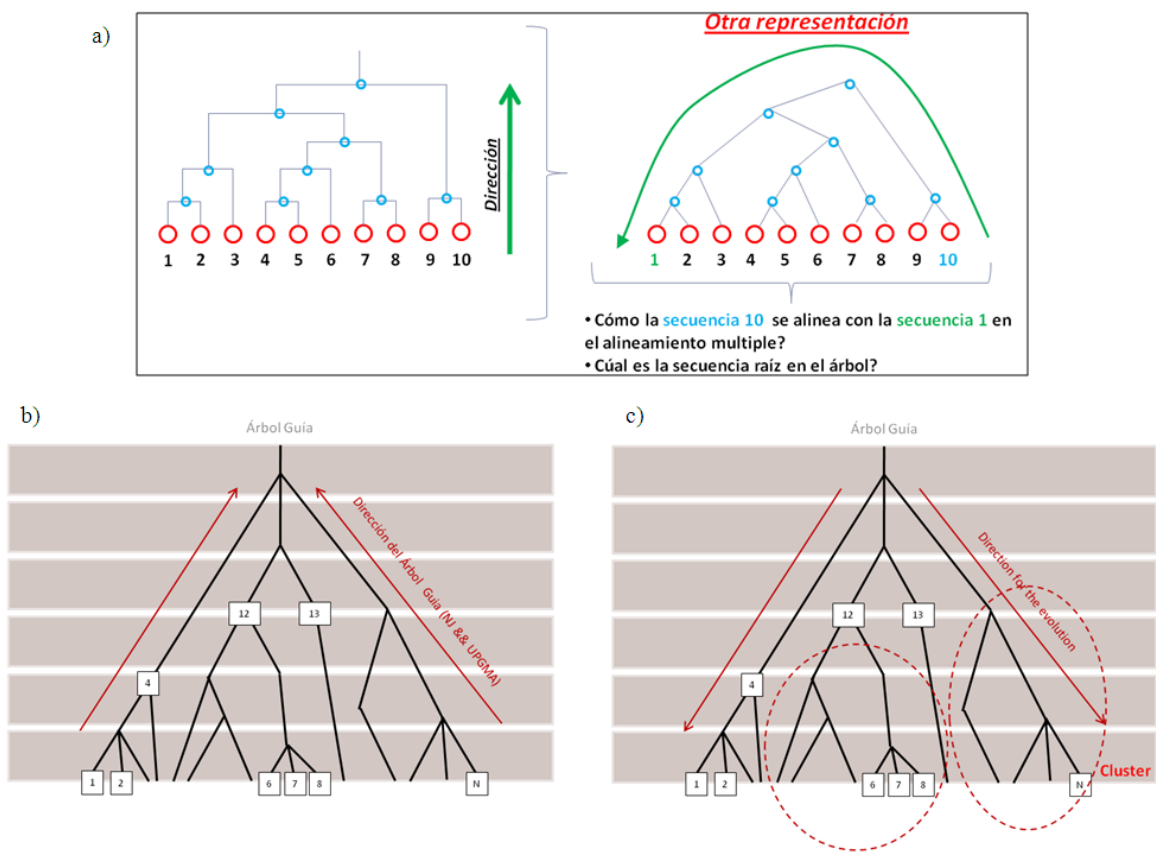 a)
Otra representación
Dirección
1 2 3 4 5 6 7 8 9 10
1 2 3 4 5 6 7 8 9 10
• Cómo la secuencia 10 se alinea con la secuencia 1 en
el alineamiento multiple?
• Cúal es la secuencia raíz en el árbol?
b)
Árbol Guía
Dirección del Árbol Guia (NJ && UPGMA)
12 13
4
1 2 6 7 8 N
c)
Árbol Guía
Direction for the evolution
12 13
4
1 2 6 7 8 N
Cluster